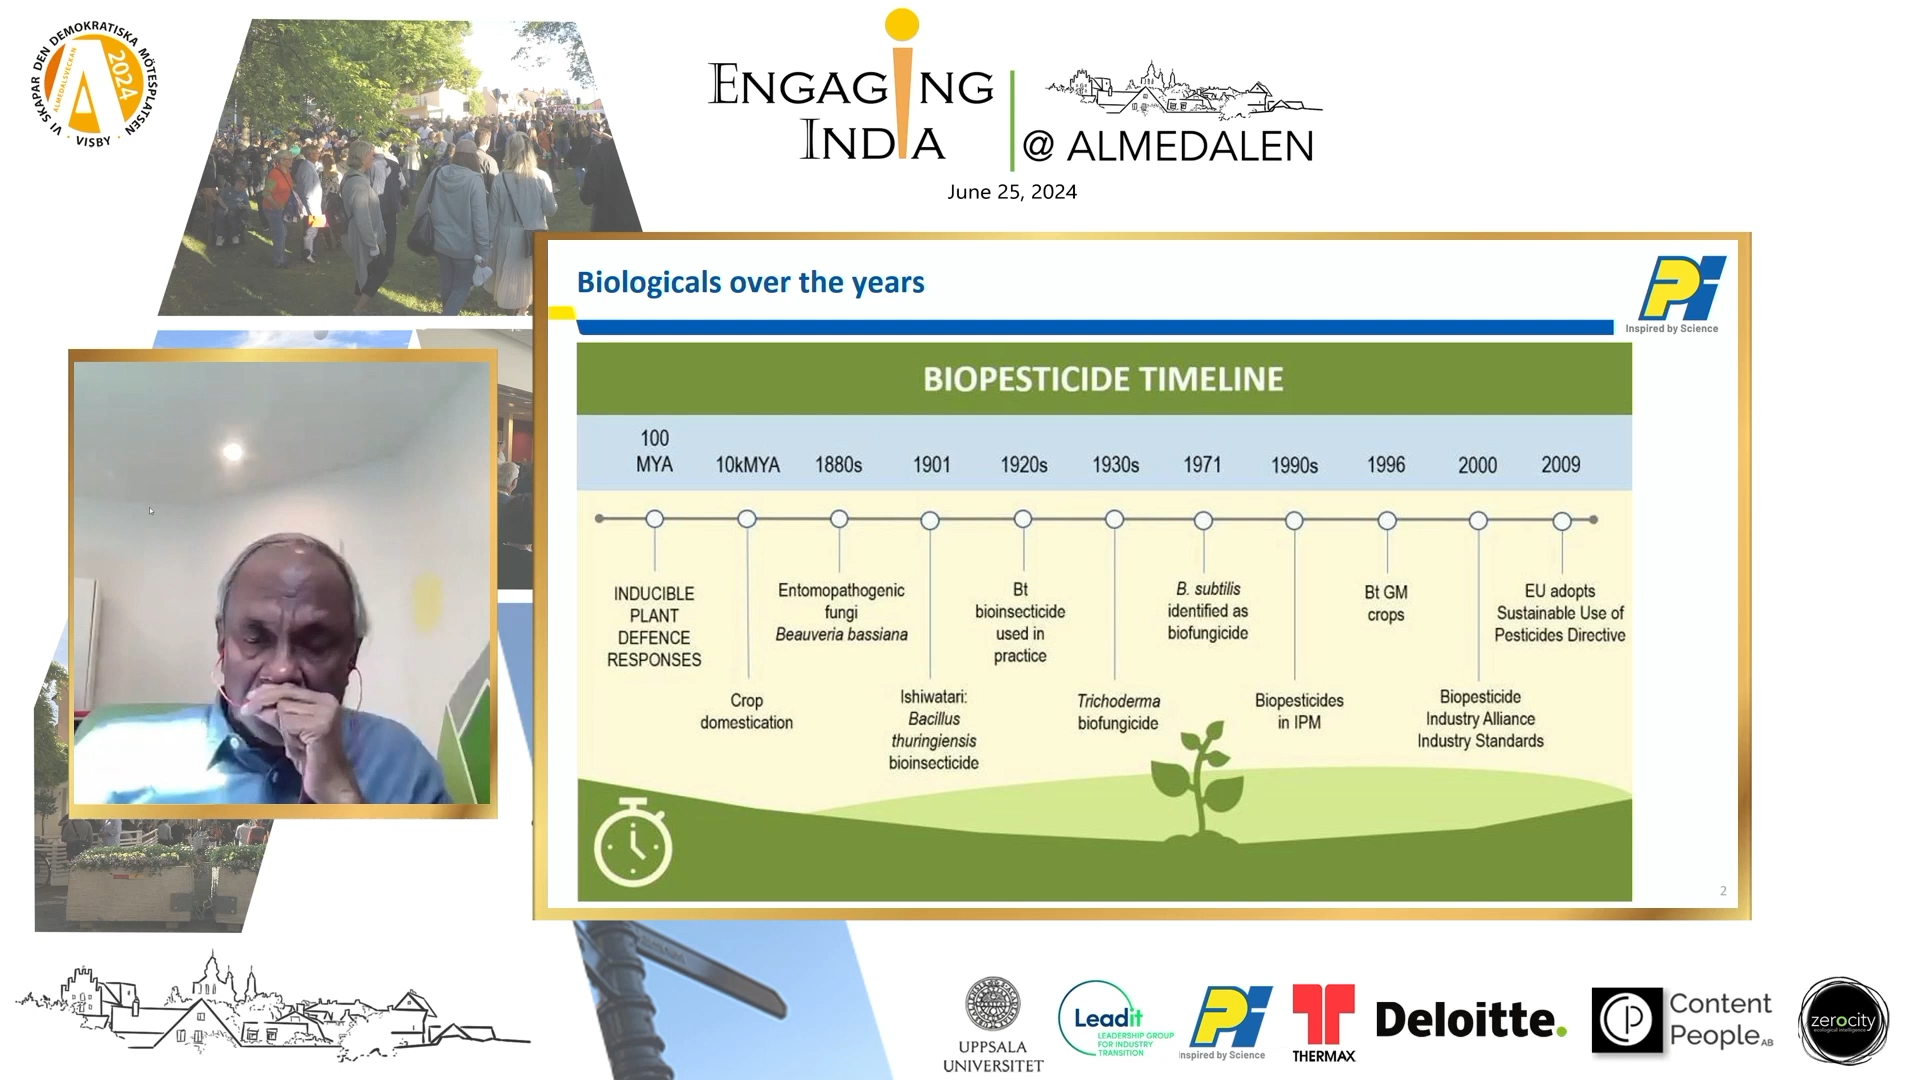 VI SKAPAR DEN DEMOKRATISKA MÖTESPLATSEN
ALMEDALSVECKAN
2024
· VISBY ·
ENGAGING
INDIA
@ ALMEDALEN
June 25, 2024
Biologicals over the years
Pi
Inspired by Science
BIOPESTICIDE TIMELINE
100
MYA
10kMYA
1880s
1901
1920s
1930s
1971
1990s
1996
2000
2009
INDUCIBLE
PLANT
DEFENCE
RESPONSES
Crop
domestication
Entomopathogenic
fungi
Beauveria bassiana
Ishiwatari:
Bacillus
thuringiensis
bioinsecticide
Bt
bioinsecticide
used in
practice
Trichoderma
biofungicide
B. subtilis
identified as
biofungicide
Biopesticides
in IPM
Bt GM
crops
Biopesticide
Industry Alliance
Industry Standards
EU adopts
Sustainable Use of
Pesticides Directive
2
UPPSALA
UNIVERSITET
Leadit
LEADERSHIP GROUP
FOR INDUSTRY
TRANSITION
Pi
Inspired by Science
THERMAX
Deloitte.
Content
People AB
zerocity
ecological intelligence